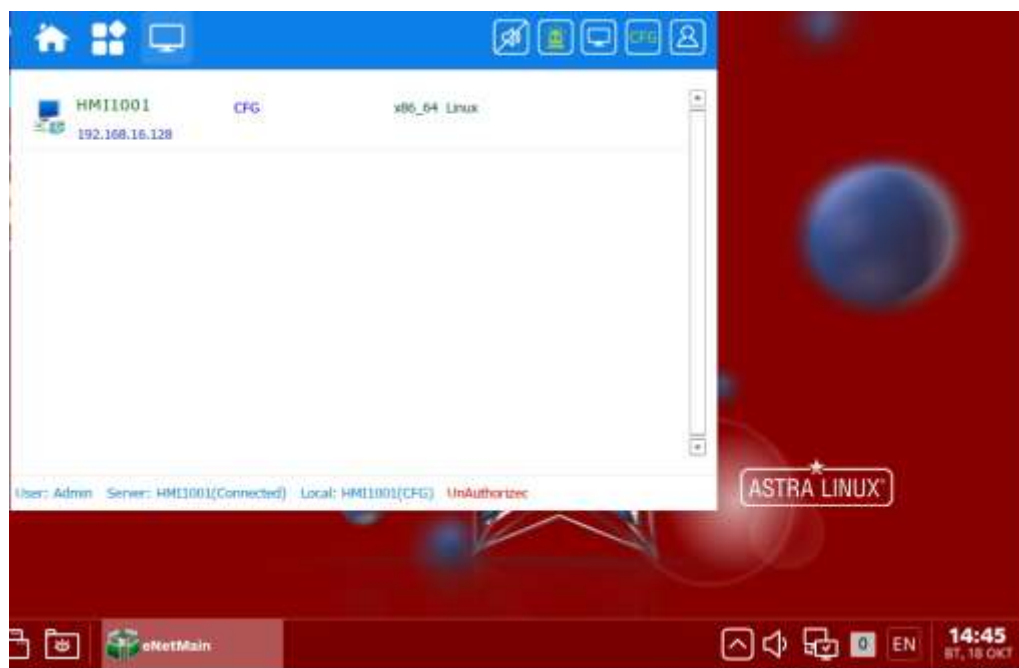 CFG
HMI1001 CFG x86_64 Linux
192.168.16.128
User: Admin Server: HMI1001(Connected) Local: HMI1001(CFG) UnAuthorizec
ASTRA LINUX
eNetMain
0 EN 14:45
ВТ, 18 ОКТ